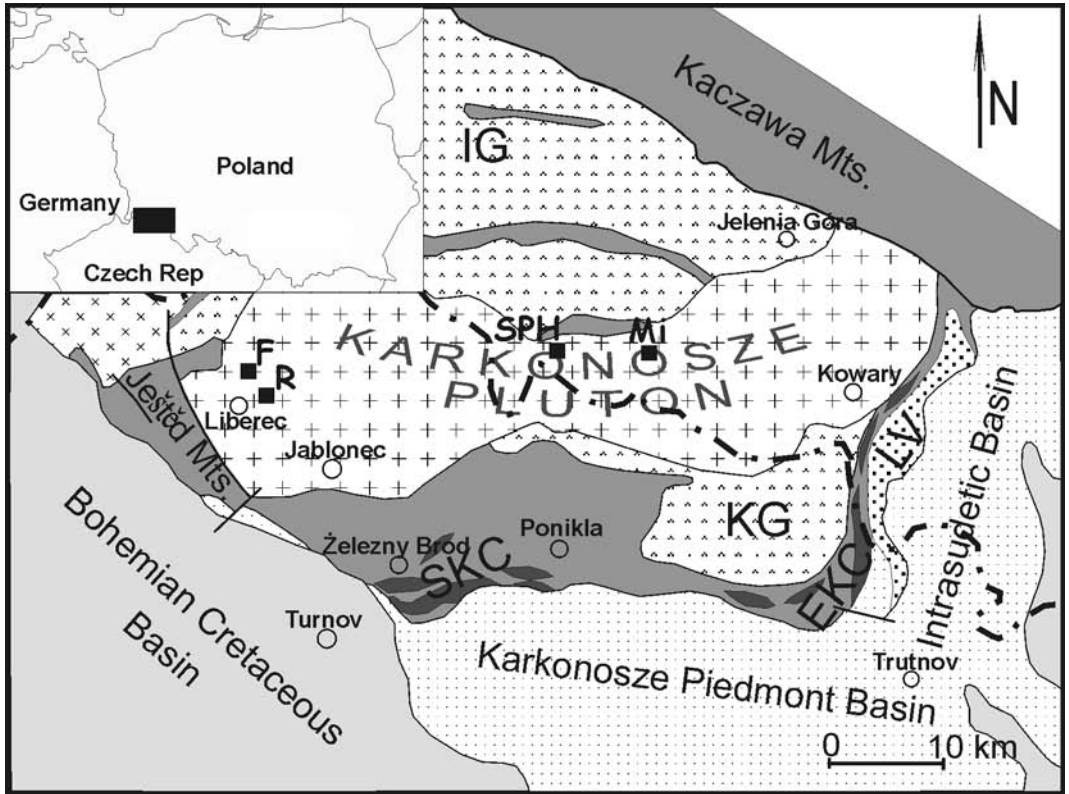 Poland
Germany
Czech Rep
Kaczawa Mts.
N
IG
Jelenia Góra
SPH
Mi
KARKONOSZE
PLUTON
F
R
Kowary
Liberec
Ještěd Mts.
Jablonec
LV
Intrasudetic Basin
KG
Ponikla
Żelezny Brod
SKC
EKC
Bohemian Cretaceous
Basin
Turnov
Trutnov
Karkonosze Piedmont Basin
0 10 km